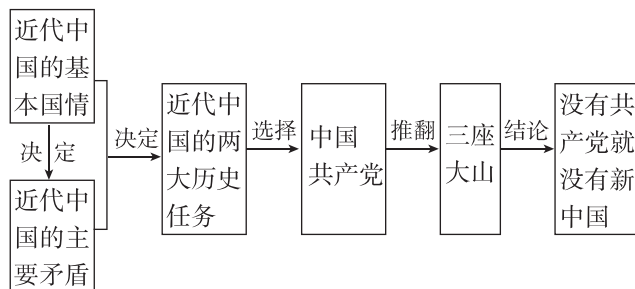 近代中
国的基
本国情
决定
近代中
国的主
要矛盾
决定
近代中
国的两
大历史
任务
选择
中国
共产党
推翻
三座
大山
结论
没有共
产党就
没有新
中国